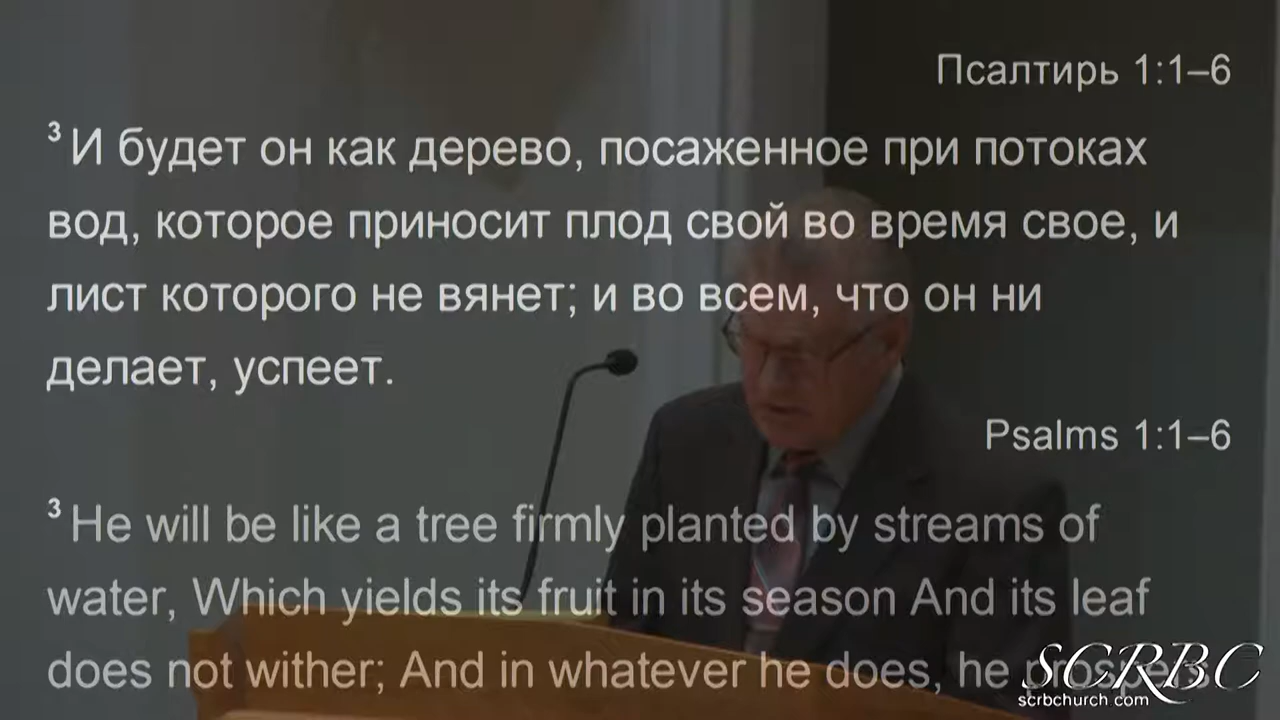 Псалтирь 1:1–6
3 И будет он как дерево, посаженное при потоках
вод, которое приносит плод свой во время свое, и
лист которого не вянет; и во всем, что он ни
делает, успеет.
Psalms 1:1–6
3 He will be like a tree firmly planted by streams of
water, Which yields its fruit in its season And its leaf
does not wither; And in whatever he does, he prospers.
SCRBC
scrbchurch.com